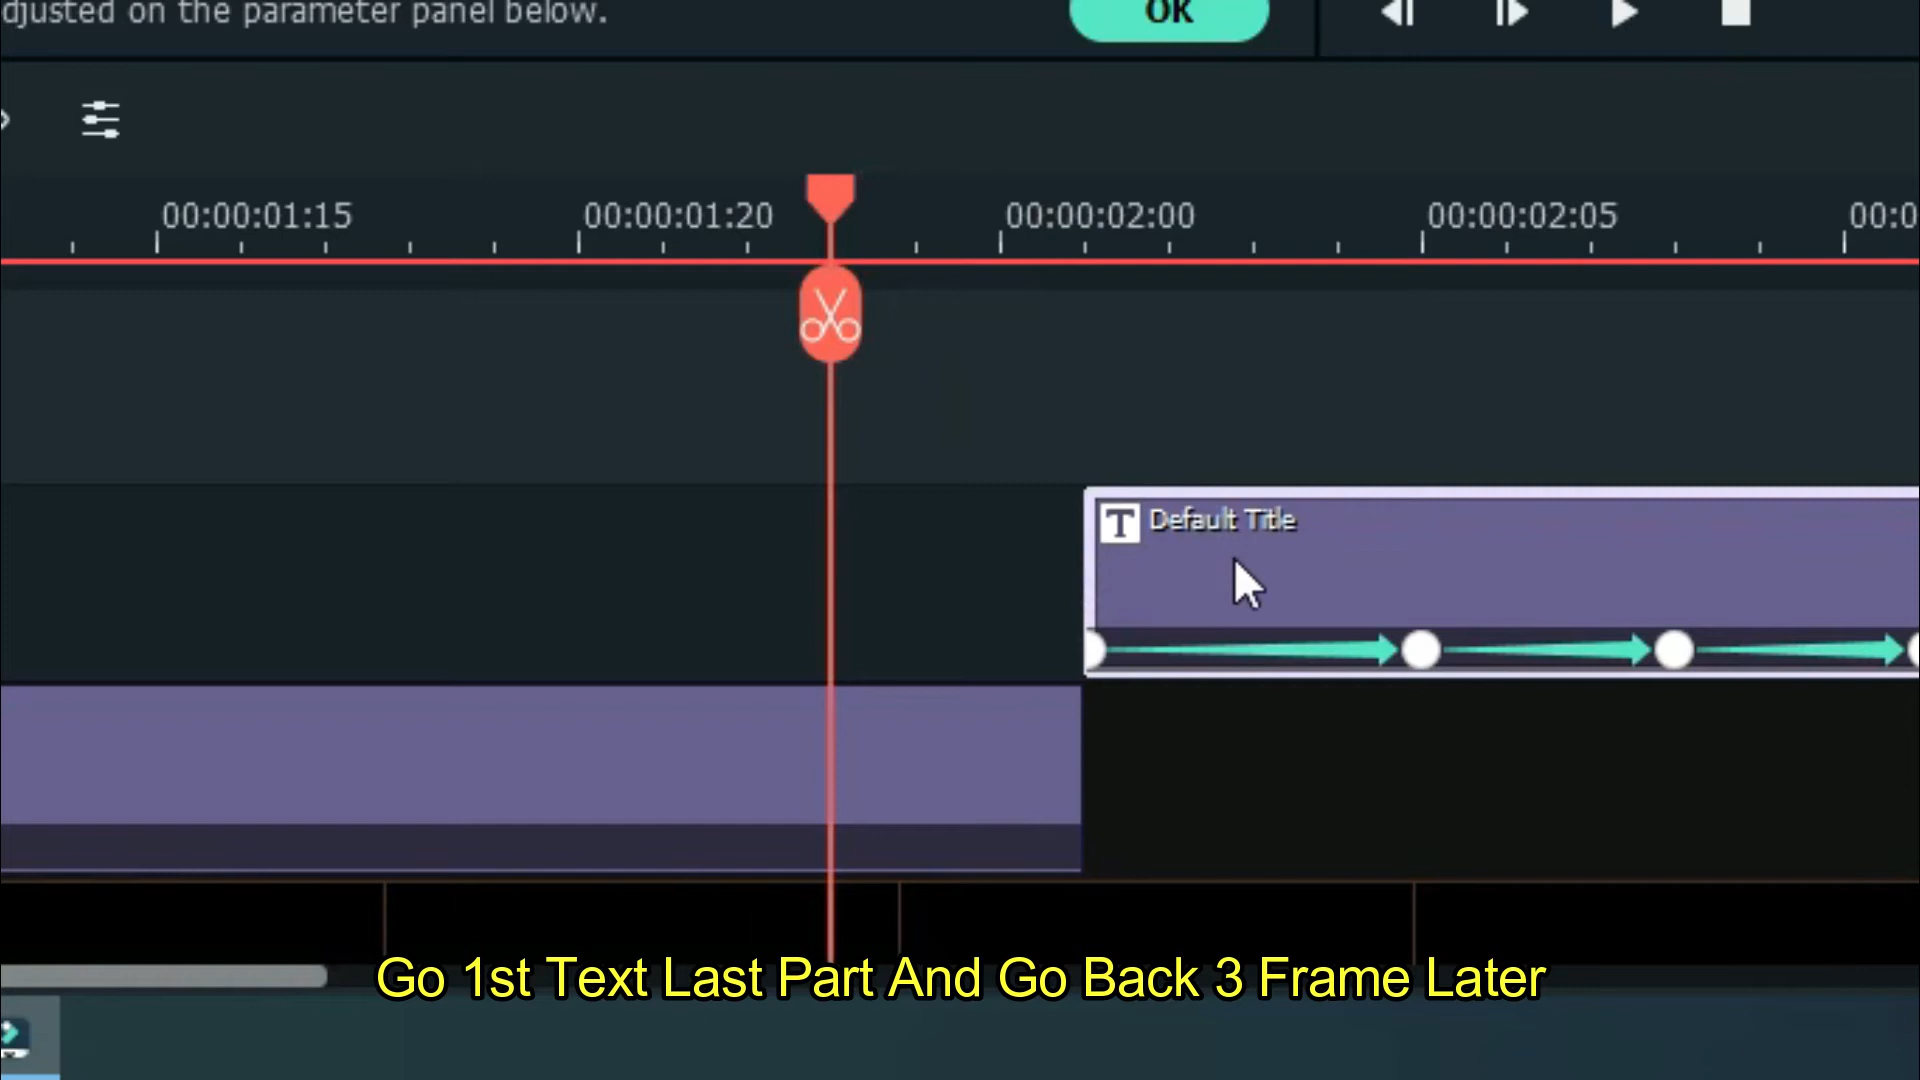 djusted on the parameter panel below.
OK
00:00:01:15
00:00:01:20
00:00:02:00
00:00:02:05
00:0
T Default Title
Go 1st Text Last Part And Go Back 3 Frame Later